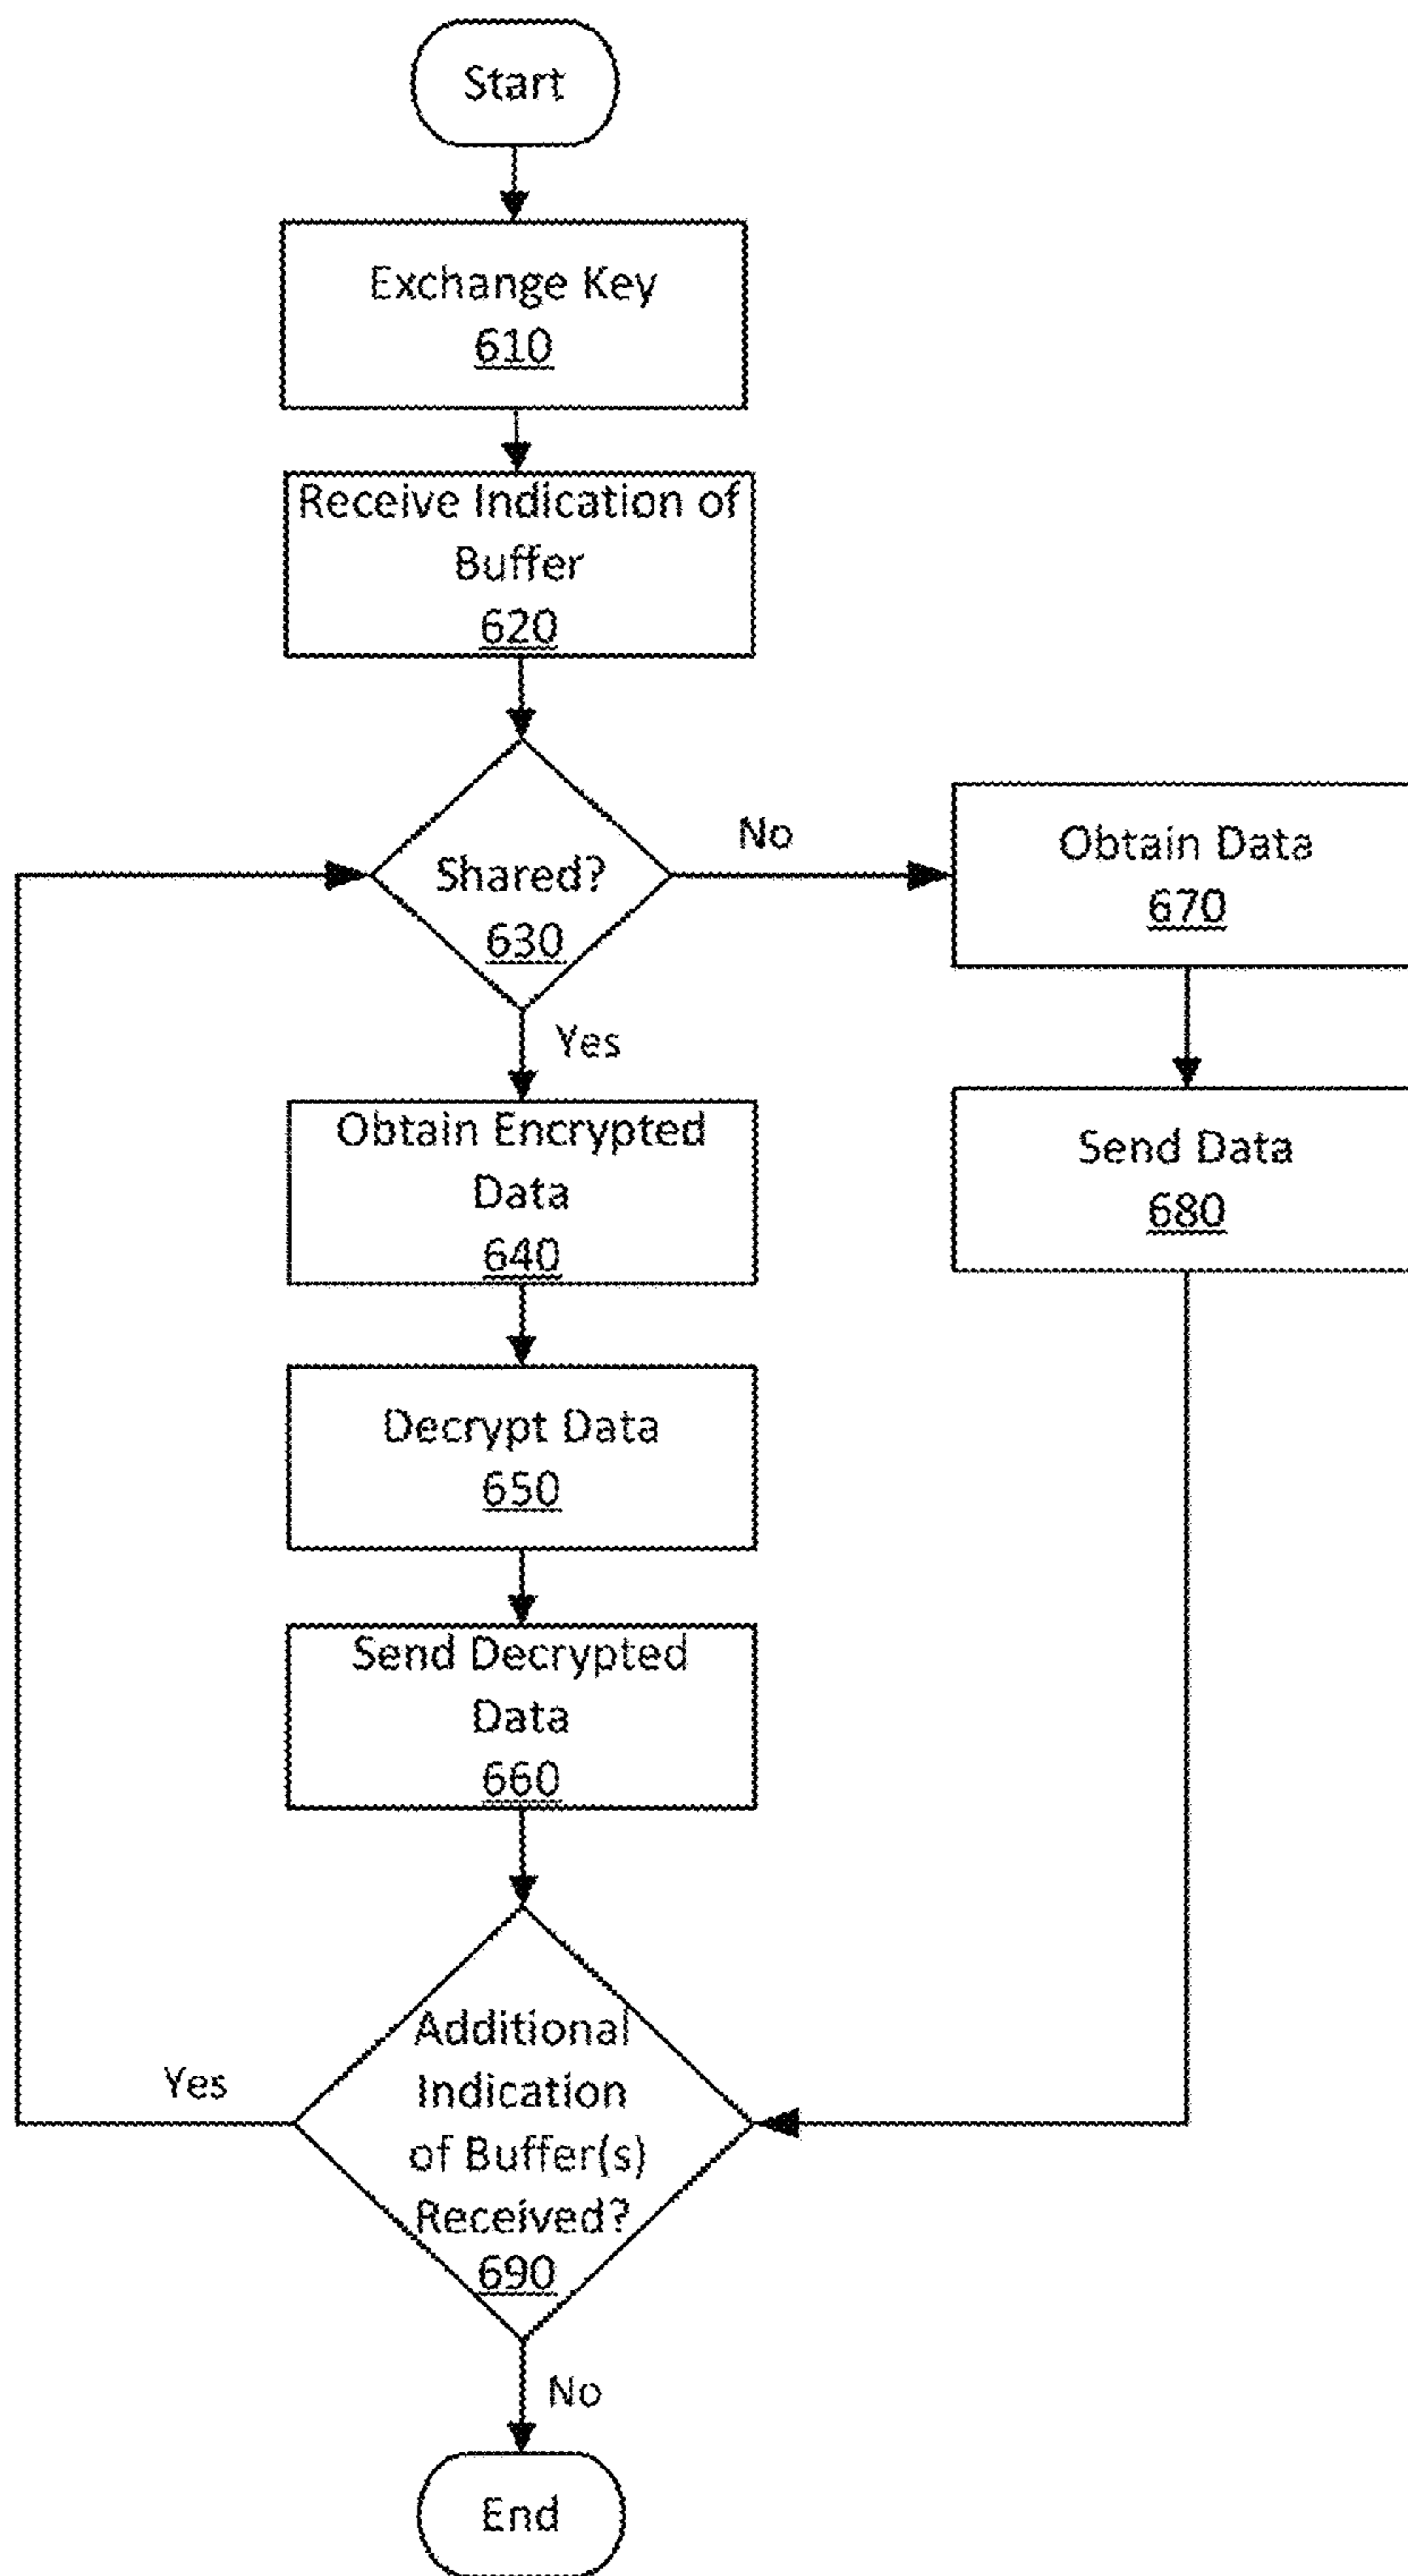 Start
Exchange Key
610
Receive Indication of
Buffer
620
Shared?
630
No
Yes
Obtain Data
670
Send Data
680
Obtain Encrypted
Data
640
Decrypt Data
650
Send Decrypted
Data
660
Additional
Indication
of Buffer(s)
Received?
690
Yes
No
End